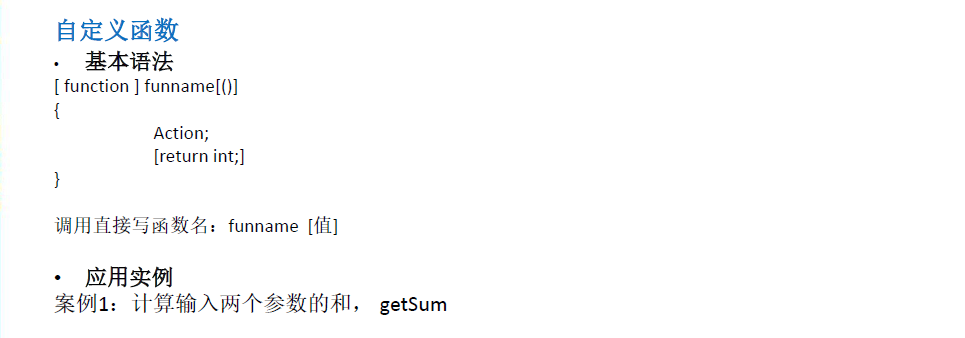 自定义函数
• 基本语法
[ function ] funname[()]
{
Action;
[return int;]
}
调用直接写函数名：funname [值]
• 应用实例
案例1：计算输入两个参数的和， getSum